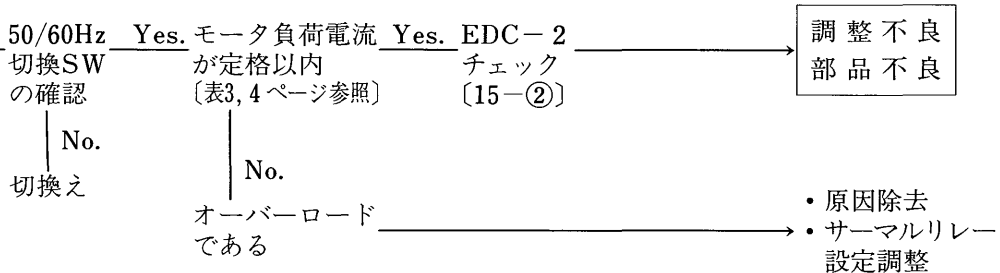 50/60Hz
切換SW
の確認
Yes.
モータ負荷電流
が定格以内
〔表3, 4ページ参照〕
Yes.
EDC－2
チェック
〔15－②〕
調整不良
部品不良
No.
切換え
No.
オーバーロード
である
・原因除去
・サーマルリレー
設定調整